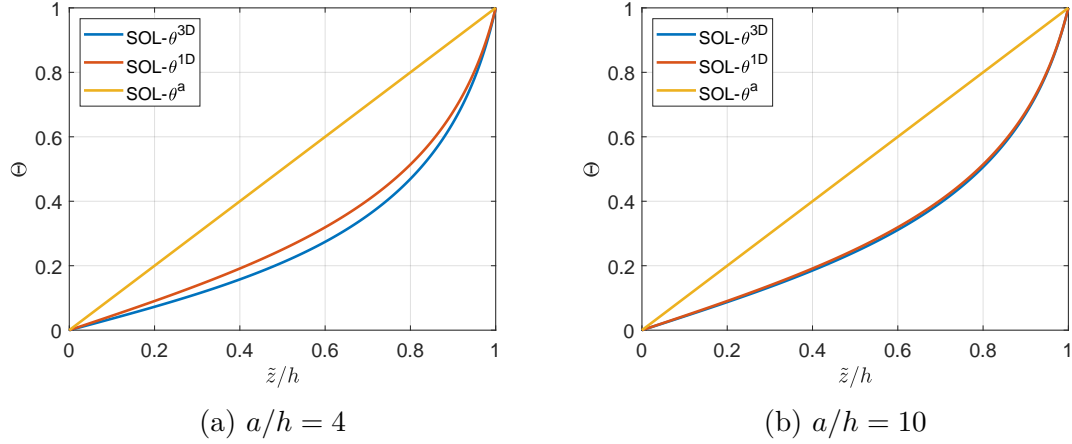 1
0.8
0.6
0.4
0.2
0
Θ
SOL-θ^3D
SOL-θ^1D
SOL-θ^a
0 0.2 0.4 0.6 0.8 1
z̃/h
(a) a/h = 4
1
0.8
0.6
0.4
0.2
0
Θ
SOL-θ^3D
SOL-θ^1D
SOL-θ^a
0 0.2 0.4 0.6 0.8 1
z̃/h
(b) a/h = 10